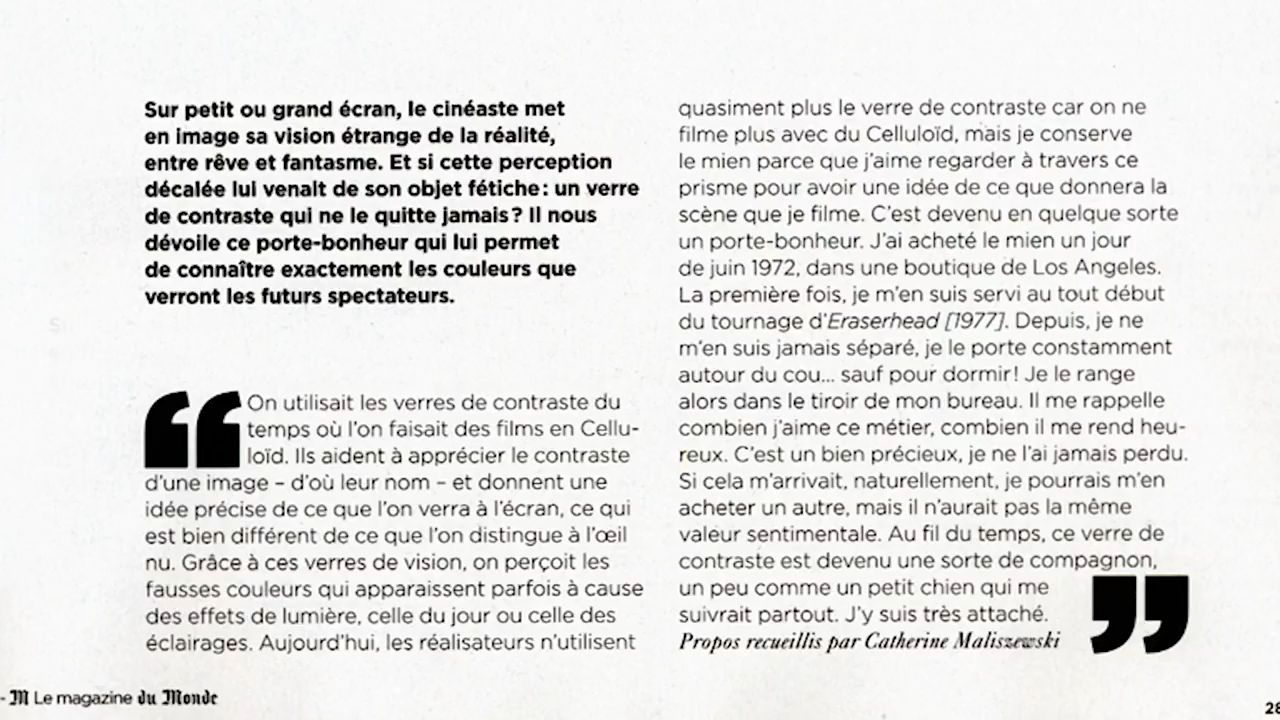 Sur petit ou grand écran, le cinéaste met
en image sa vision étrange de la réalité,
entre rêve et fantasme. Et si cette perception
décalée lui venait de son objet fétiche : un verre
de contraste qui ne le quitte jamais ? Il nous
dévoile ce porte-bonheur qui lui permet
de connaître exactement les couleurs que
verront les futurs spectateurs.
“On utilisait les verres de contraste du
temps où l’on faisait des films en Cellu-
loïd. Ils aident à apprécier le contraste
d’une image – d’où leur nom – et donnent une
idée précise de ce que l’on verra à l’écran, ce qui
est bien différent de ce que l’on distingue à l’œil
nu. Grâce à ces verres de vision, on perçoit les
fausses couleurs qui apparaissent parfois à cause
des effets de lumière, celle du jour ou celle des
éclairages. Aujourd’hui, les réalisateurs n’utilisent
quasiment plus le verre de contraste car on ne
filme plus avec du Celluloïd, mais je conserve
le mien parce que j’aime regarder à travers ce
prisme pour avoir une idée de ce que donnera la
scène que je filme. C’est devenu en quelque sorte
un porte-bonheur. J’ai acheté le mien un jour
de juin 1972, dans une boutique de Los Angeles.
La première fois, je m’en suis servi au tout début
du tournage d’Eraserhead [1977]. Depuis, je ne
m’en suis jamais séparé, je le porte constamment
autour du cou... sauf pour dormir ! Je le range
alors dans le tiroir de mon bureau. Il me rappelle
combien j’aime ce métier, combien il me rend heu-
reux. C’est un bien précieux, je ne l’ai jamais perdu.
Si cela m’arrivait, naturellement, je pourrais m’en
acheter un autre, mais il n’aurait pas la même
valeur sentimentale. Au fil du temps, ce verre de
contraste est devenu une sorte de compagnon,
un peu comme un petit chien qui me
suivrait partout. J’y suis très attaché.”
Propos recueillis par Catherine Maliszewski
- M Le magazine du Monde
28